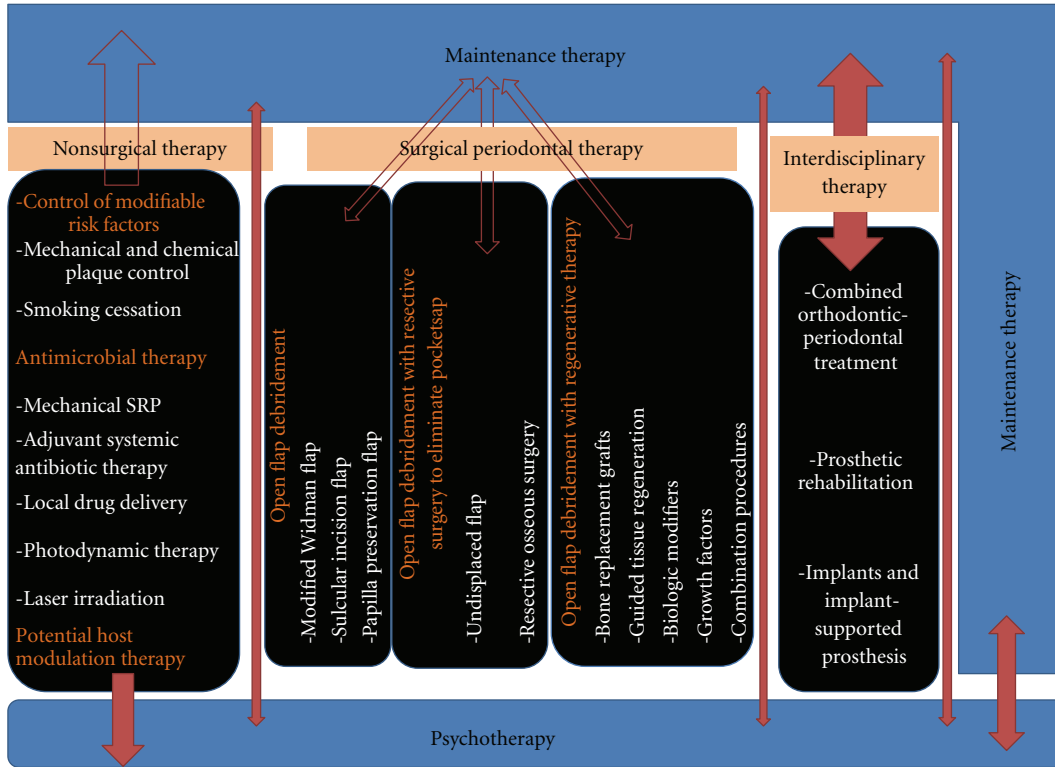 Maintenance therapy
Nonsurgical therapy
-Control of modifiable
risk factors
-Mechanical and chemical
plaque control
-Smoking cessation
Antimicrobial therapy
-Mechanical SRP
-Adjuvant systemic
antibiotic therapy
-Local drug delivery
-Photodynamic therapy
-Laser irradiation
Potential host
modulation therapy
Surgical periodontal therapy
Open flap debridement
-Modified Widman flap
-Sulcular incision flap
-Papilla preservation flap
Open flap debridement with resective
surgery to eliminate pocketsap
-Undisplaced flap
-Resective osseous surgery
Open flap debridement with regenerative therapy
-Bone replacement grafts
-Guided tissue regeneration
-Biologic modifiers
-Growth factors
-Combination procedures
Interdisciplinary
therapy
-Combined
orthodontic-
periodontal
treatment
-Prosthetic
rehabilitation
-Implants and
implant-
supported
prosthesis
Maintenance therapy
Psychotherapy